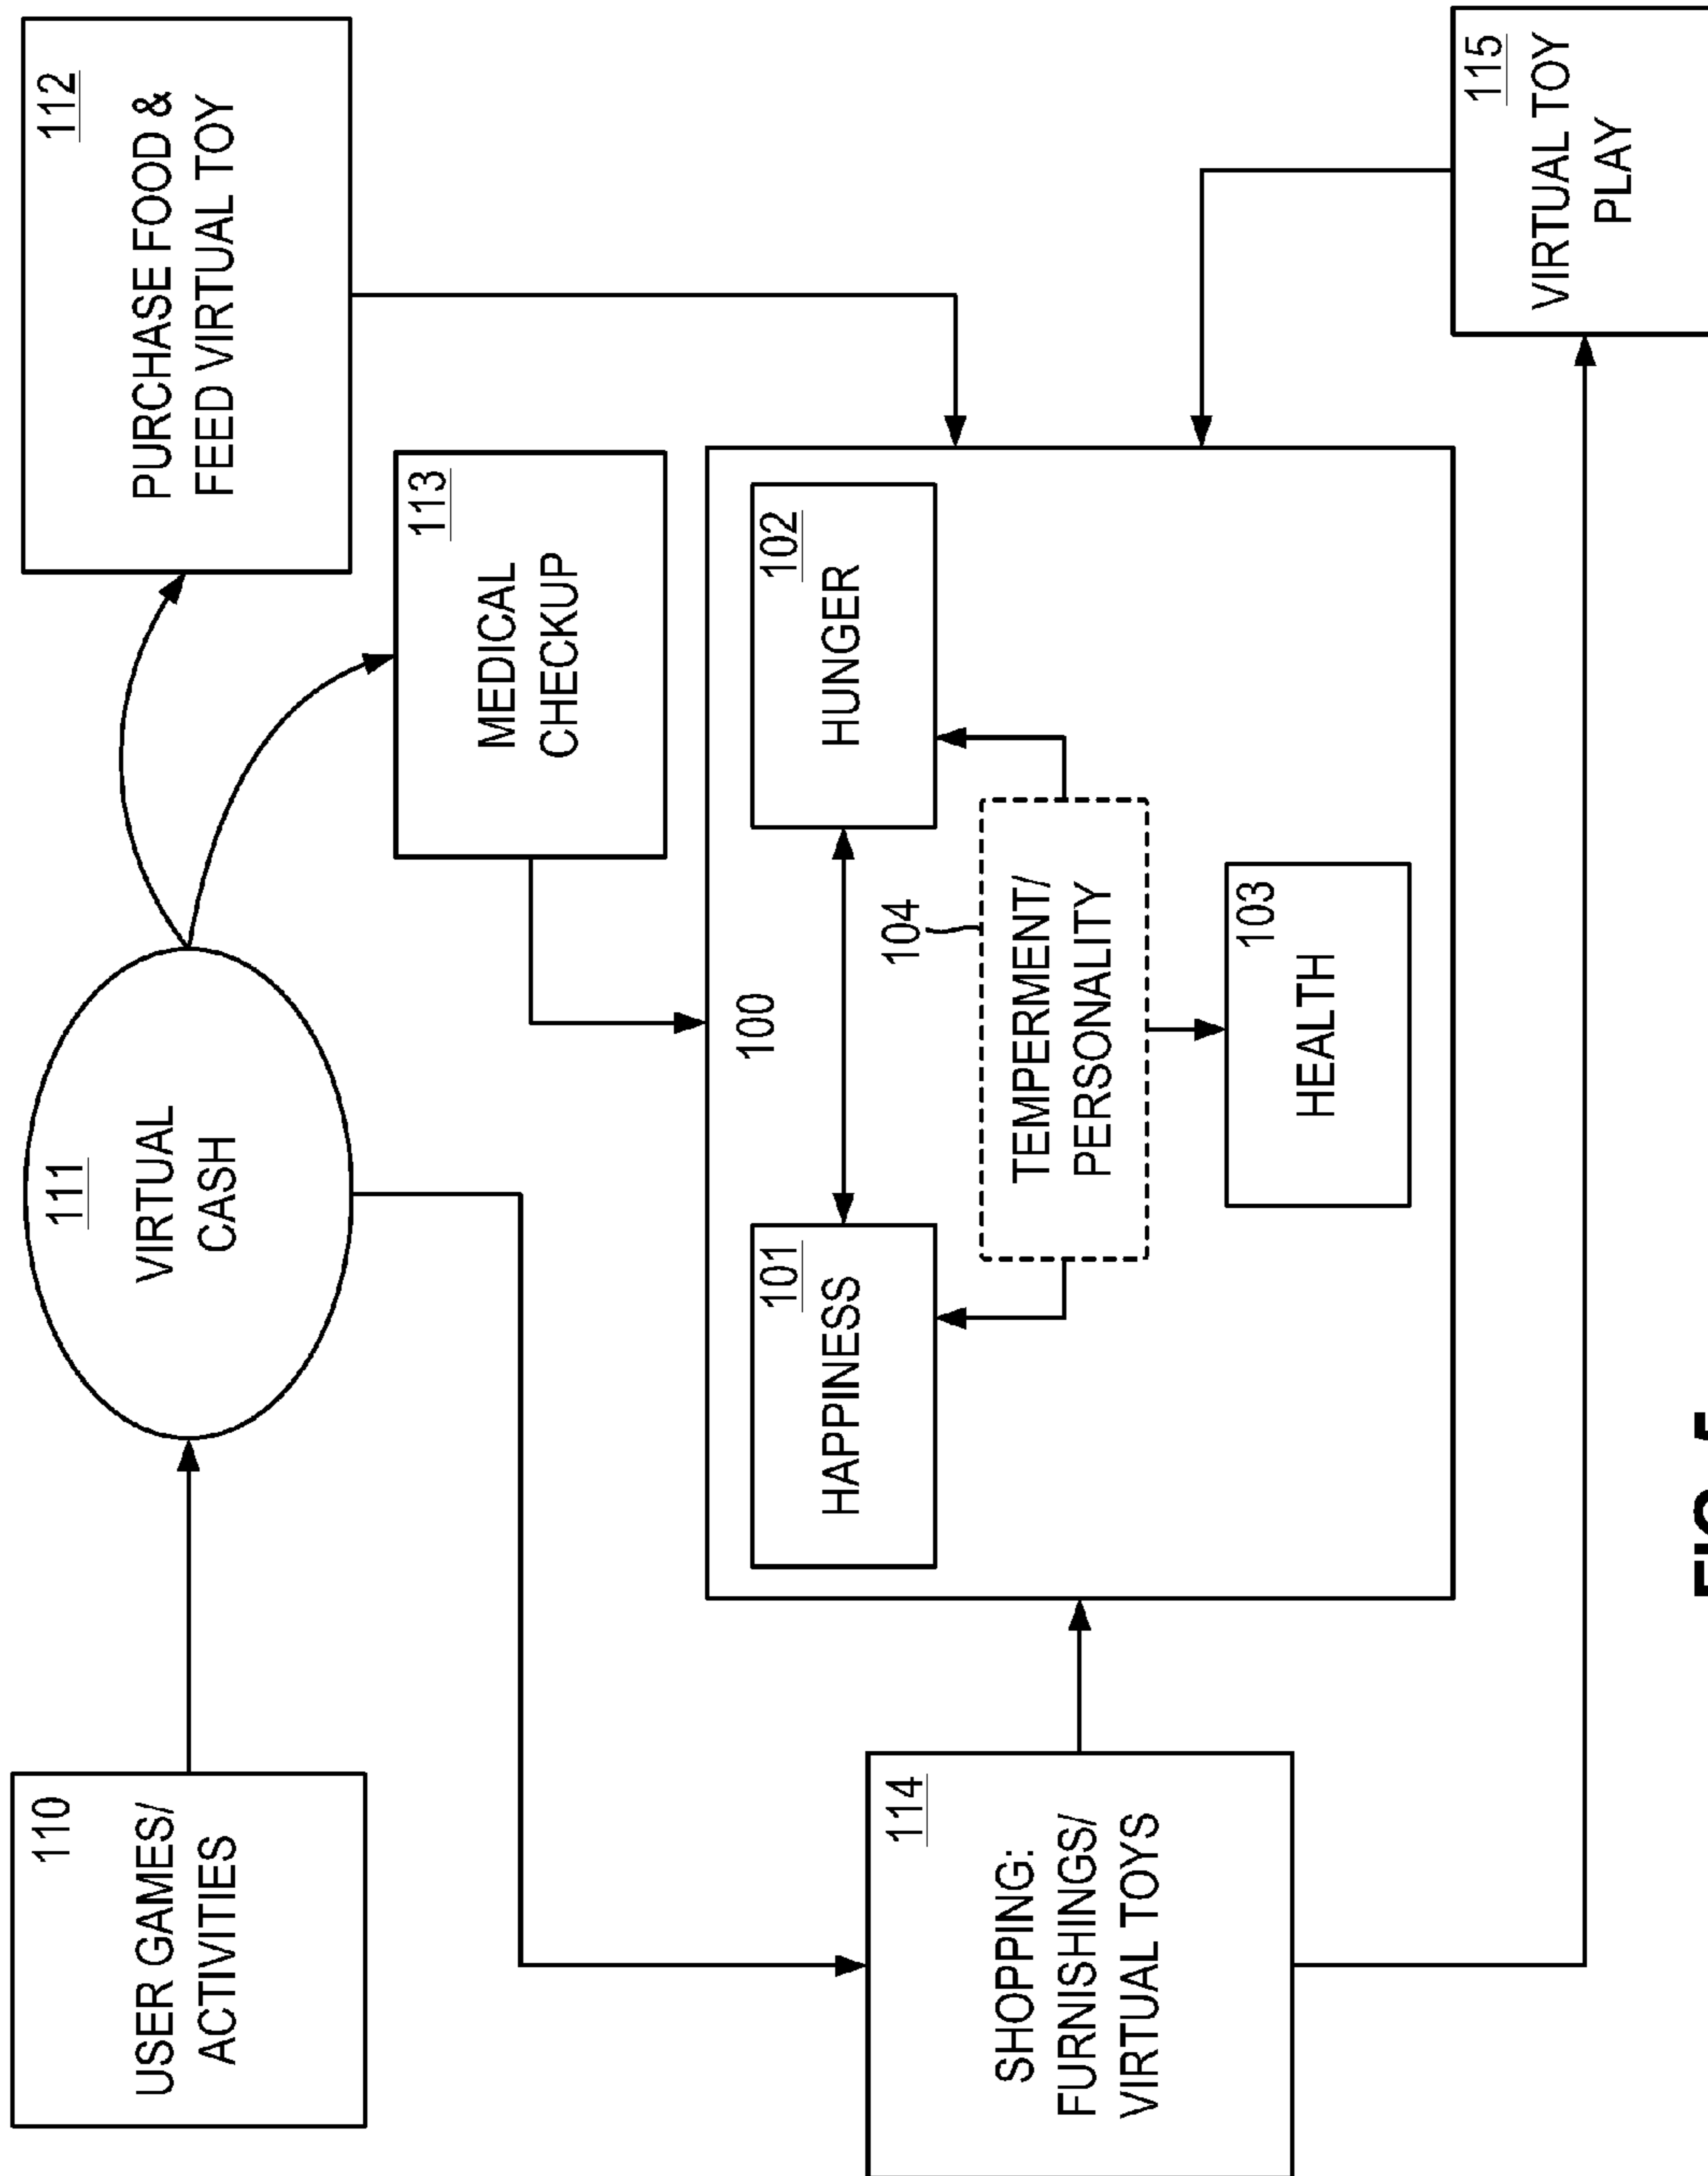 110
USER GAMES/
ACTIVITIES
111
VIRTUAL
CASH
112
PURCHASE FOOD &
FEED VIRTUAL TOY
113
MEDICAL
CHECKUP
114
SHOPPING:
FURNISHINGS/
VIRTUAL TOYS
100
101
HAPPINESS
102
HUNGER
104
TEMPERMENT/
PERSONALITY
103
HEALTH
115
VIRTUAL TOY
PLAY